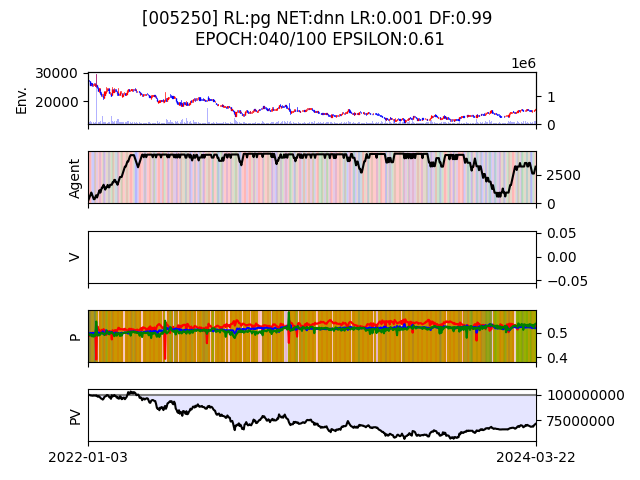 [005250] RL:pg NET:dnn LR:0.001 DF:0.99
EPOCH:040/100 EPSILON:0.61
1e6
30000
20000
Env.
1
0
Agent
2500
0
V
0.05
0.00
−0.05
P
0.5
0.4
PV
100000000
75000000
2022-01-03
2024-03-22